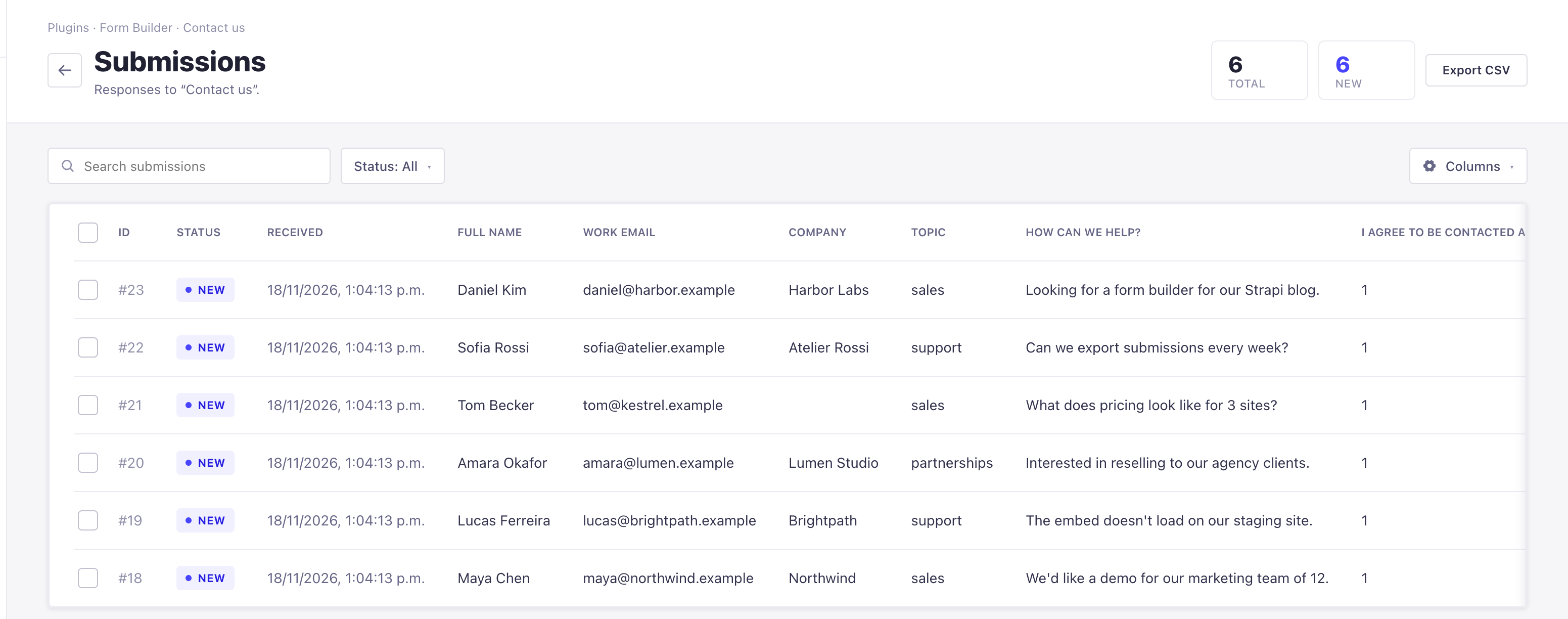 Plugins · Form Builder · Contact us
Submissions
Responses to “Contact us”.
6
TOTAL
6
NEW
Export CSV
Search submissions
Status: All
Columns
ID STATUS RECEIVED FULL NAME WORK EMAIL COMPANY TOPIC HOW CAN WE HELP? I AGREE TO BE CONTACTED A
#23 NEW 18/11/2026, 1:04:13 p.m. Daniel Kim daniel@harbor.example Harbor Labs sales Looking for a form builder for our Strapi blog. 1
#22 NEW 18/11/2026, 1:04:13 p.m. Sofia Rossi sofia@atelier.example Atelier Rossi support Can we export submissions every week? 1
#21 NEW 18/11/2026, 1:04:13 p.m. Tom Becker tom@kestrel.example sales What does pricing look like for 3 sites? 1
#20 NEW 18/11/2026, 1:04:13 p.m. Amara Okafor amara@lumen.example Lumen Studio partnerships Interested in reselling to our agency clients. 1
#19 NEW 18/11/2026, 1:04:13 p.m. Lucas Ferreira lucas@brightpath.example Brightpath support The embed doesn't load on our staging site. 1
#18 NEW 18/11/2026, 1:04:13 p.m. Maya Chen maya@northwind.example Northwind sales We'd like a demo for our marketing team of 12. 1